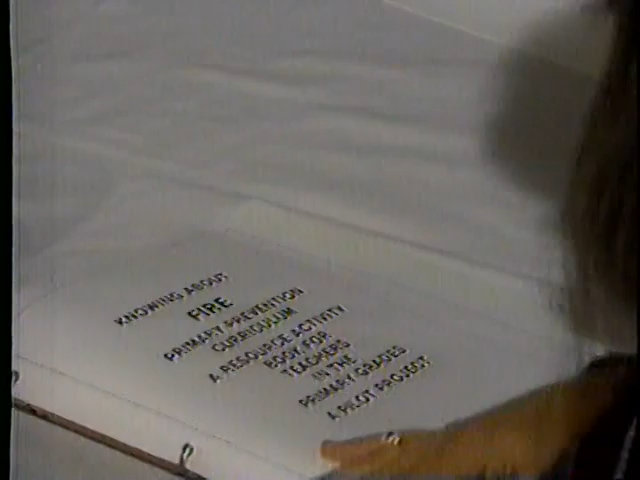 KNOWING ABOUT
FIRE
PRIMARY PREVENTION
CURRICULUM
A RESOURCE ACTIVITY
BOOK FOR
TEACHERS
IN THE
PRIMARY GRADES
A PILOT PROJECT